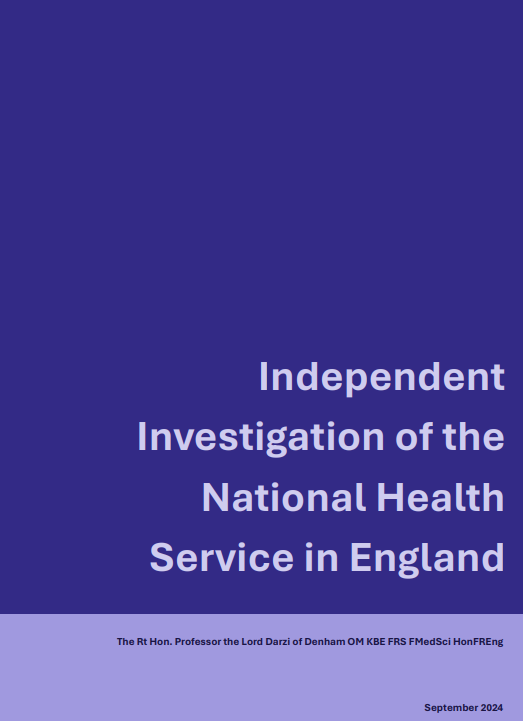 Independent
Investigation of the
National Health
Service in England
The Rt Hon. Professor the Lord Darzi of Denham OM KBE FRS FMedSci HonFREng
September 2024